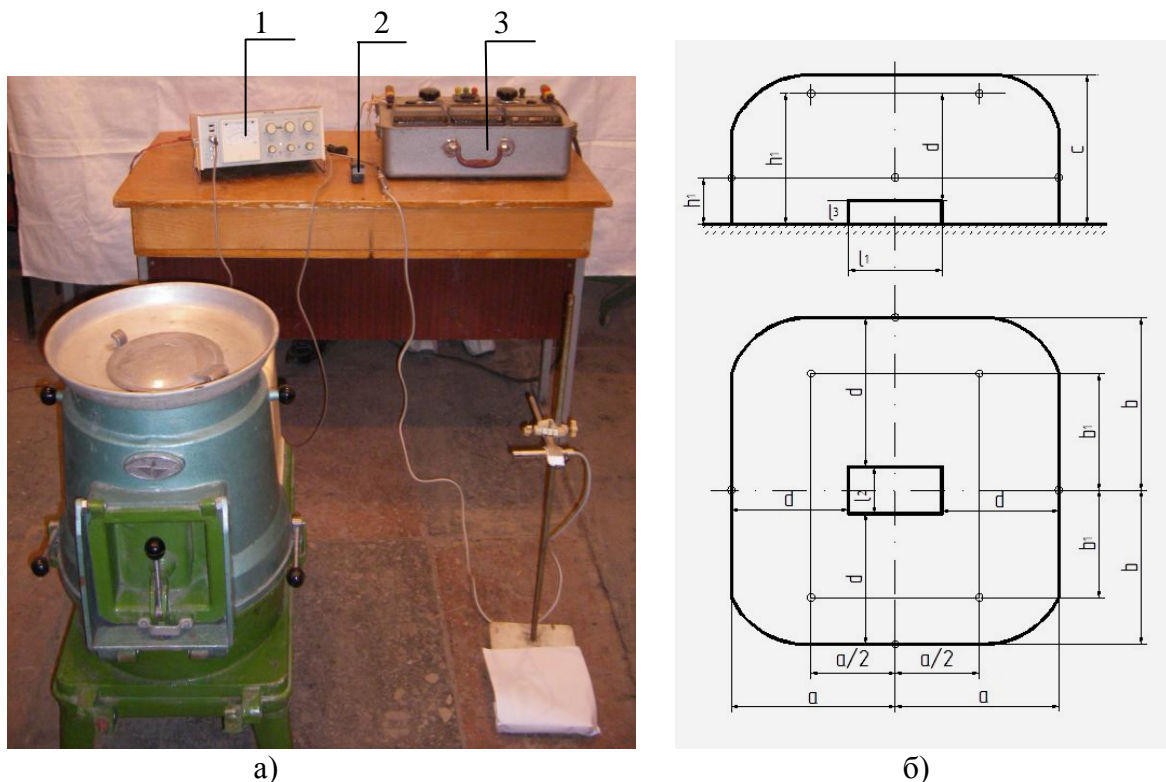 1 2 3
h1 d c
h1
l3
l1
d b1 b
l2
d d
d b1 b
a/2 a/2
a a
а) б)